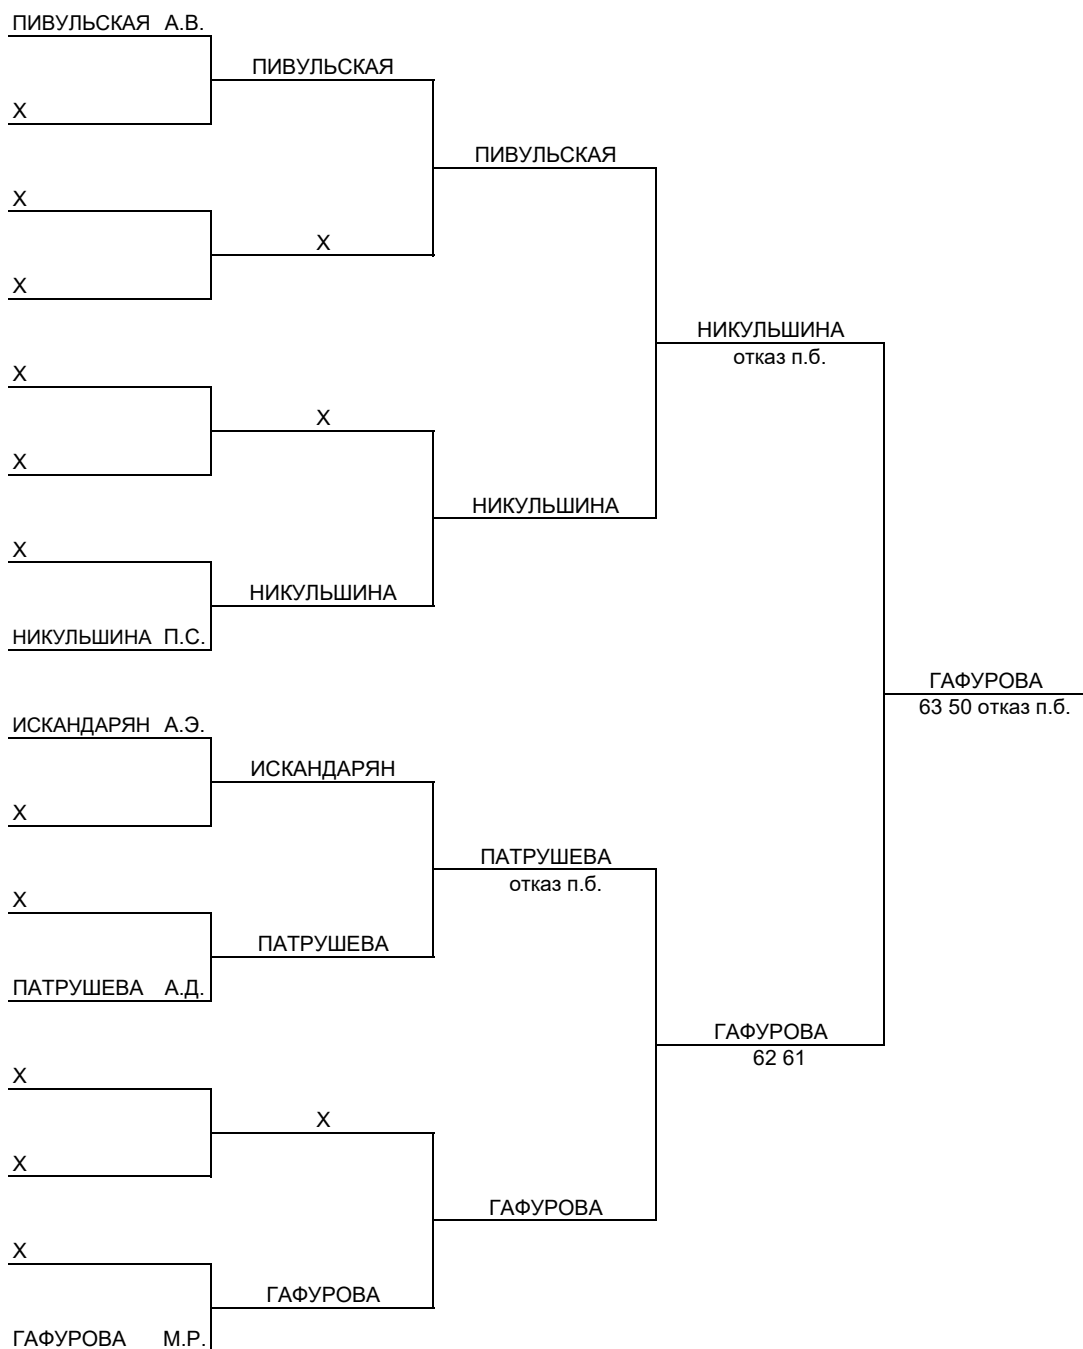 ПИВУЛЬСКАЯ А.В.
ПИВУЛЬСКАЯ
X
ПИВУЛЬСКАЯ
X
X
X
НИКУЛЬШИНА
отказ п.б.
X
X
X
НИКУЛЬШИНА
X
НИКУЛЬШИНА
НИКУЛЬШИНА П.С.
ГАФУРОВА
63 50 отказ п.б.
ИСКАНДАРЯН А.Э.
ИСКАНДАРЯН
X
ПАТРУШЕВА
отказ п.б.
X
ПАТРУШЕВА
ПАТРУШЕВА А.Д.
ГАФУРОВА
62 61
X
X
X
ГАФУРОВА
X
ГАФУРОВА
ГАФУРОВА М.Р.